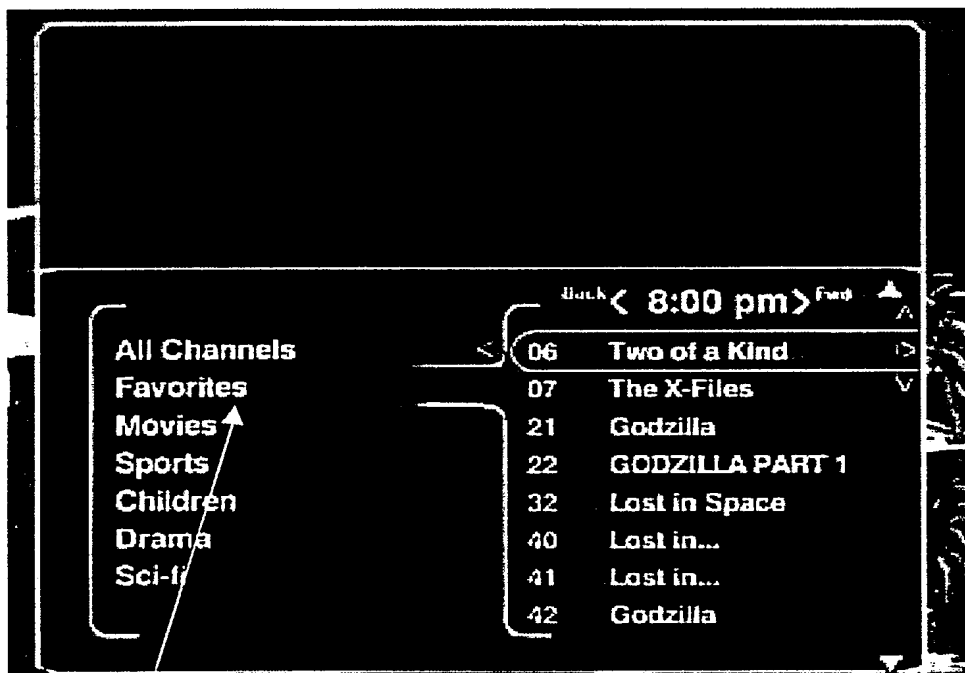 Back < 8:00 pm > Fwd
All Channels
Favorites
Movies
Sports
Children
Drama
Sci-fi
06 Two of a Kind
07 The X-Files
21 Godzilla
22 GODZILLA PART 1
32 Lost in Space
40 Lost in...
41 Lost in...
42 Godzilla